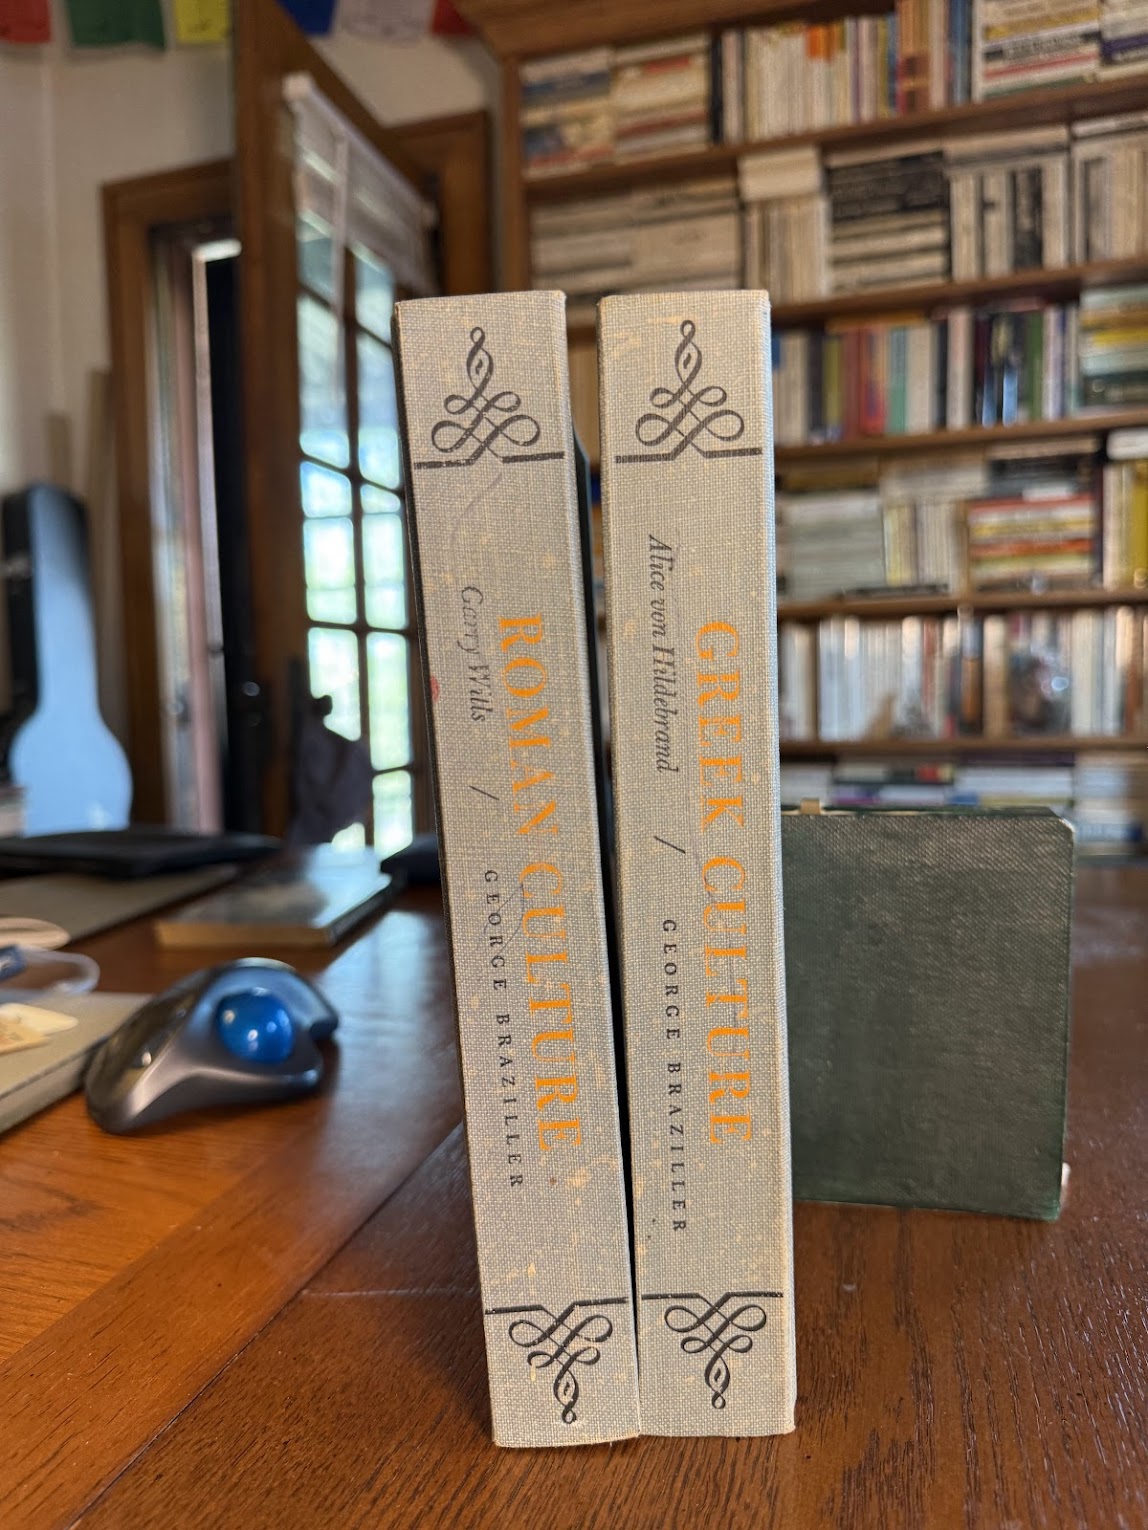 ROMAN CULTURE
Garry Wills / GEORGE BRAZILLER
GREEK CULTURE
Alice von Hildebrand / GEORGE BRAZILLER